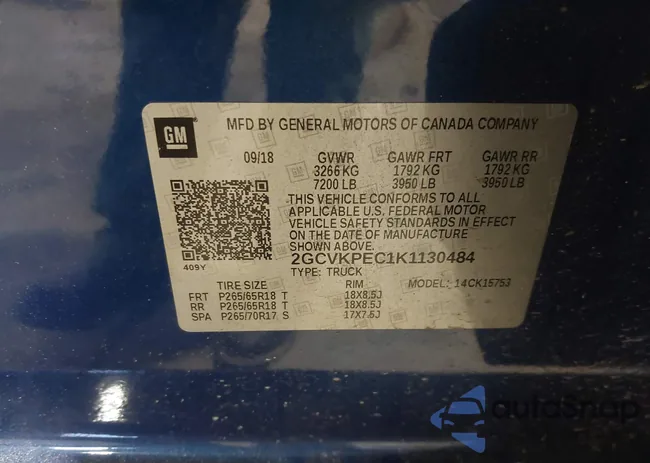 GM
MFD BY GENERAL MOTORS OF CANADA COMPANY
09/18 GVWR GAWR FRT GAWR RR
3266 KG 1792 KG 1792 KG
7200 LB 3950 LB 3950 LB
THIS VEHICLE CONFORMS TO ALL
APPLICABLE U.S. FEDERAL MOTOR
VEHICLE SAFETY STANDARDS IN EFFECT
ON THE DATE OF MANUFACTURE
SHOWN ABOVE.
409Y
2GCVKPEC1K1130484
TYPE: TRUCK
TIRE SIZE RIM MODEL: 14CK15753
FRT P265/65R18 T 18X8.5J
RR P265/65R18 T 18X8.5J
SPA P265/70R17 S 17X7.5J
autoSnap